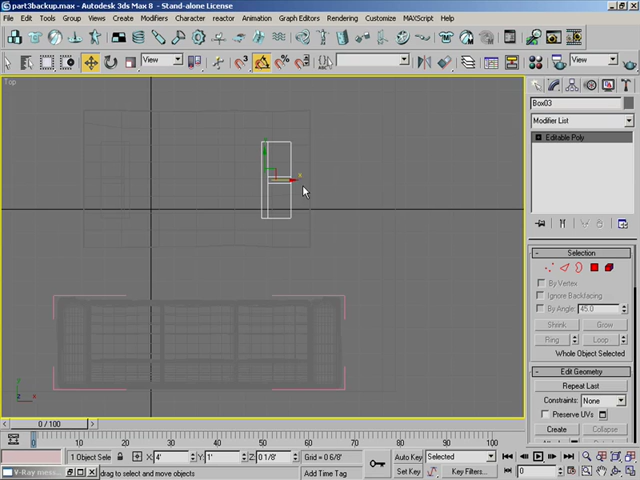 part3backup.max - Autodesk 3ds Max 8 - Stand-alone License
File Edit Tools Group Views Create Modifiers Character reactor Animation Graph Editors Rendering Customize MAXScript Help
View View
Top
Box03
Modifier List
Editable Poly
Selection
By Vertex
Ignore Backfacing
By Angle: 45.0
Shrink Grow
Ring Loop
Whole Object Selected
Edit Geometry
Repeat Last
Constraints: None
Preserve UVs
Create Collapse
0 / 100
0 10 20 30 40 50 60 70 80 90 100
1 Object Selec X: 4' Y: 1' Z: 0 1/8' Grid = 0 6/8' Auto Key Selected
drag to select and move objects Add Time Tag Set Key Key Filters... 0